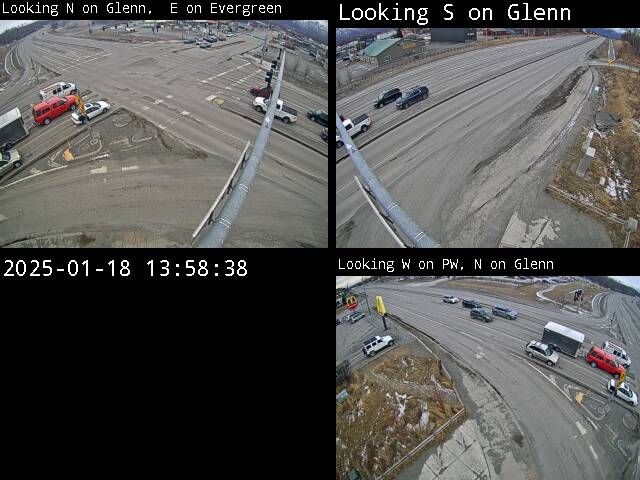 Looking N on Glenn,  E on Evergreen
Looking S on Glenn
2025-01-18 13:58:38
Looking W on PW, N on Glenn